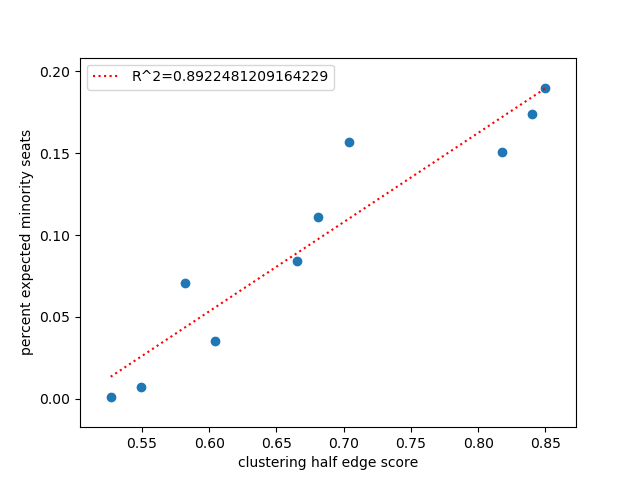 R^2=0.8922481209164229
0.20
0.15
0.10
0.05
0.00
percent expected minority seats
0.55 0.60 0.65 0.70 0.75 0.80 0.85
clustering half edge score